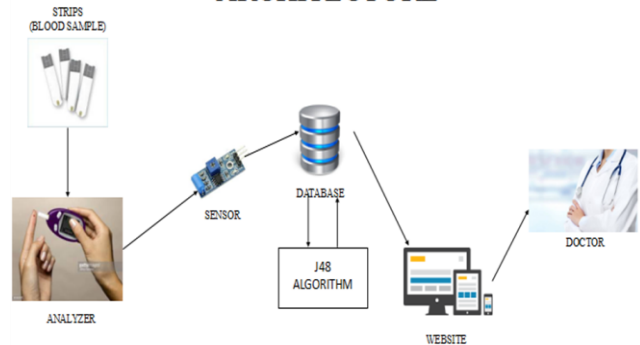 STRIPS
(BLOOD SAMPLE)
DATABASE
SENSOR
DOCTOR
J48
ALGORITHM
ANALYZER
WEBSITE